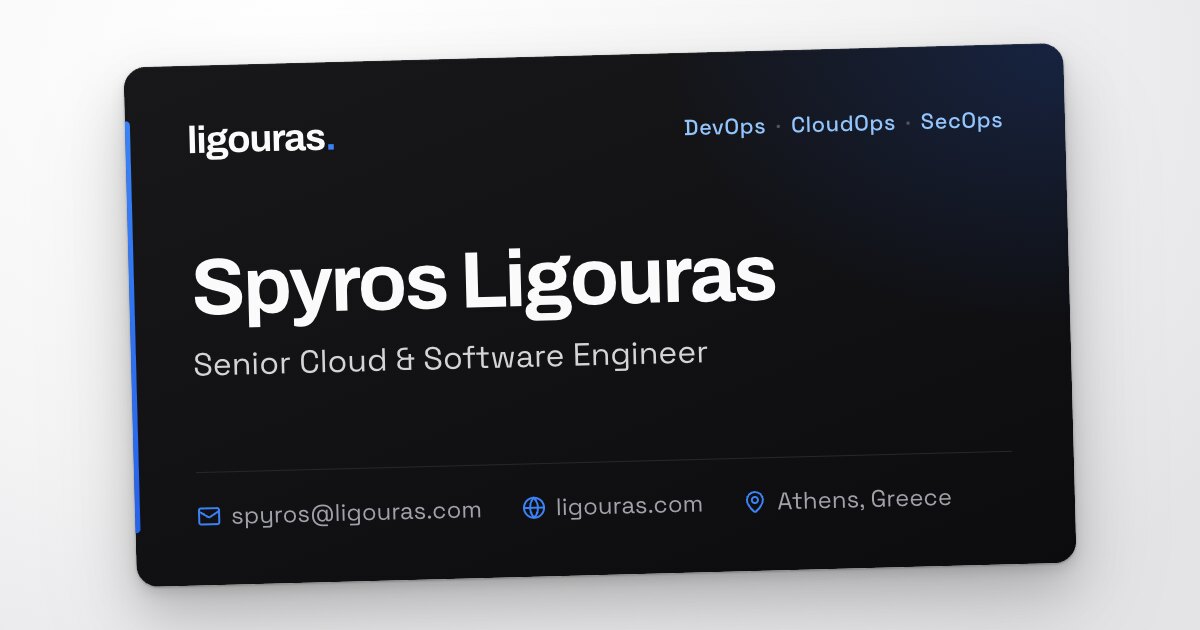 ligouras.
DevOps · CloudOps · SecOps
Spyros Ligouras
Senior Cloud & Software Engineer
spyros@ligouras.com
ligouras.com
Athens, Greece